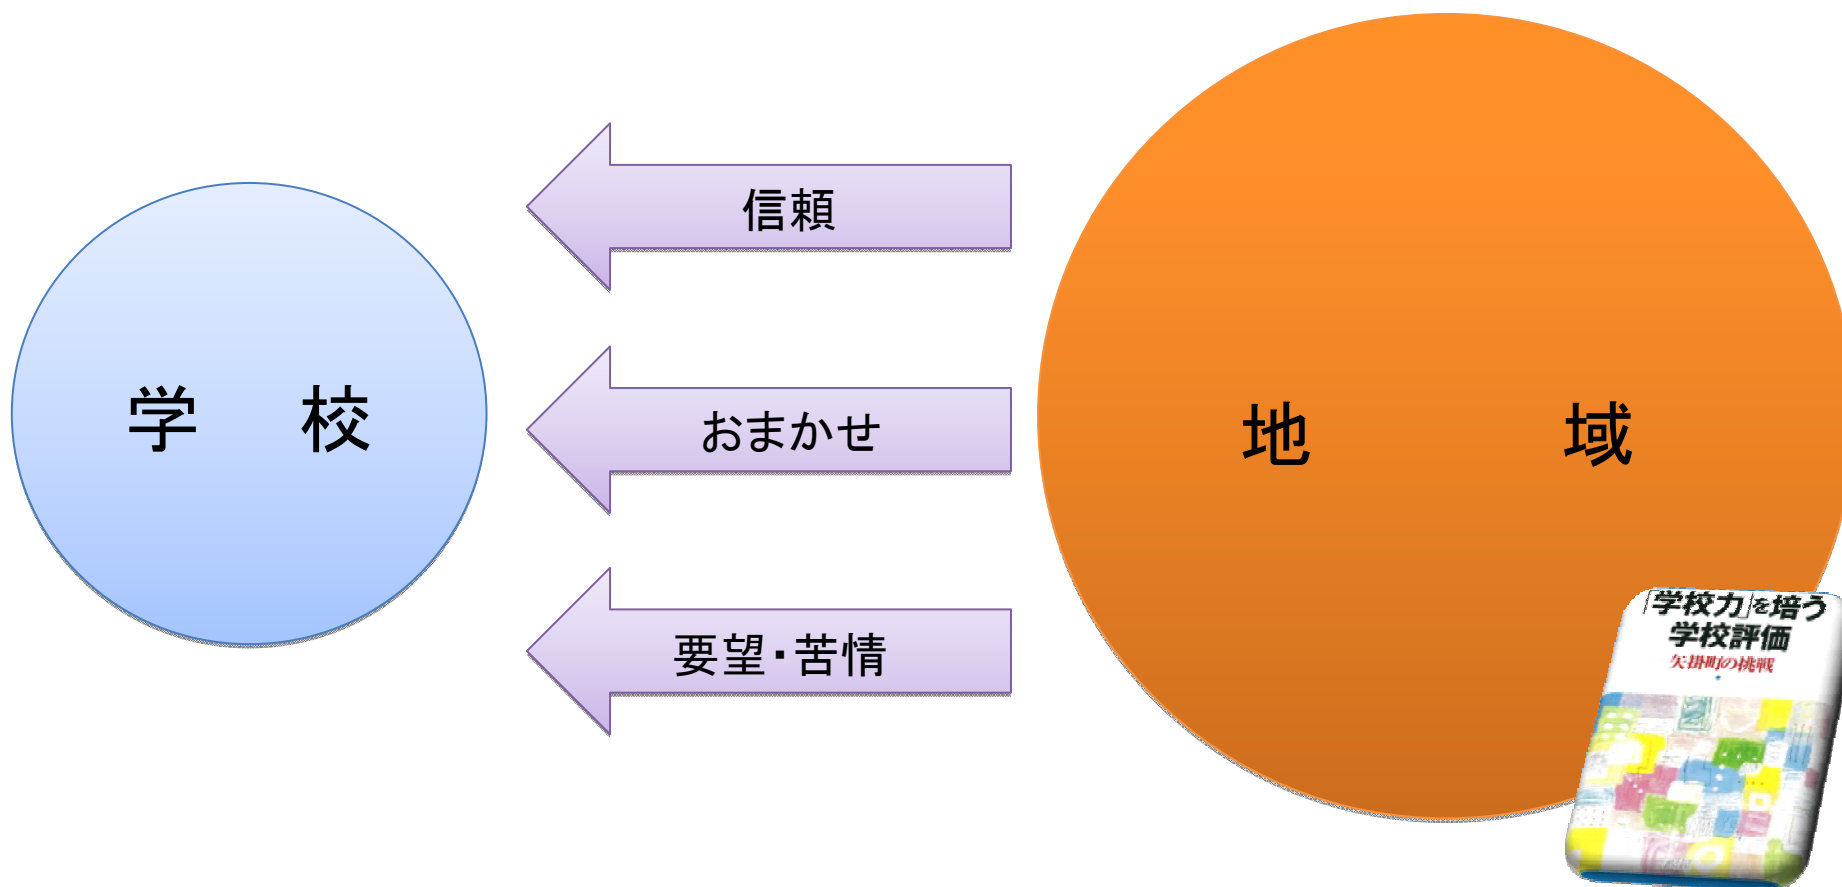 学 校
信頼
おまかせ
要望・苦情
地 域
「学校力」を培う
学校評価
矢掛町の挑戦